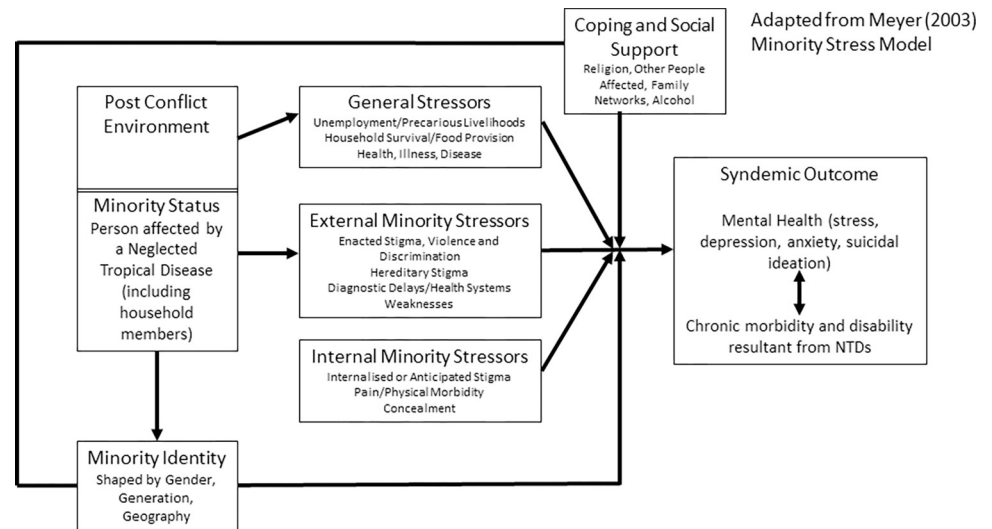 Coping and Social
Support
Religion, Other People
Affected, Family
Networks, Alcohol
Adapted from Meyer (2003)
Minority Stress Model
Post Conflict
Environment
General Stressors
Unemployment/Precarious Livelihoods
Household Survival/Food Provision
Health, Illness, Disease
Minority Status
Person affected by
a Neglected
Tropical Disease
(including
household
members)
External Minority Stressors
Enacted Stigma, Violence and
Discrimination
Hereditary Stigma
Diagnostic Delays/Health Systems
Weaknesses
Internal Minority Stressors
Internalised or Anticipated Stigma
Pain/Physical Morbidity
Concealment
Syndemic Outcome
Mental Health (stress,
depression, anxiety, suicidal
ideation)
Chronic morbidity and disability
resultant from NTDs
Minority Identity
Shaped by Gender,
Generation,
Geography